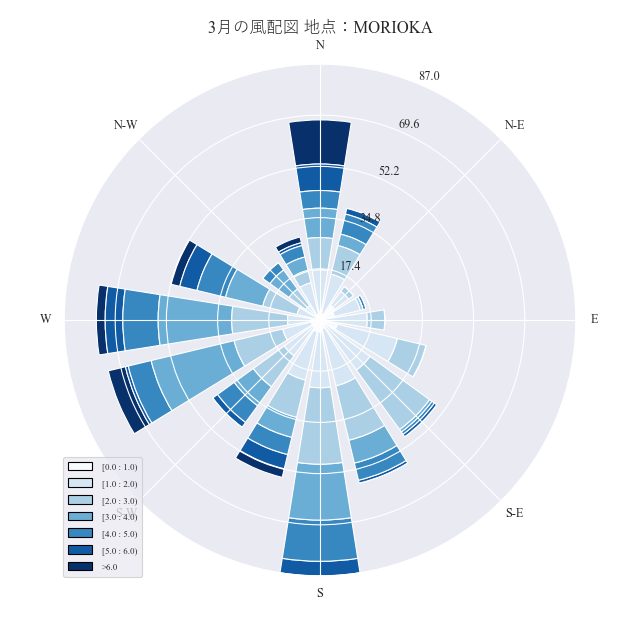 3月の風配図 地点：MORIOKA
N
87.0
N-W
N-E
69.6
52.2
34.8
17.4
W
E
[0.0 : 1.0)
[1.0 : 2.0)
[2.0 : 3.0)
S-W
S-E
[3.0 : 4.0)
[4.0 : 5.0)
[5.0 : 6.0)
>6.0
S